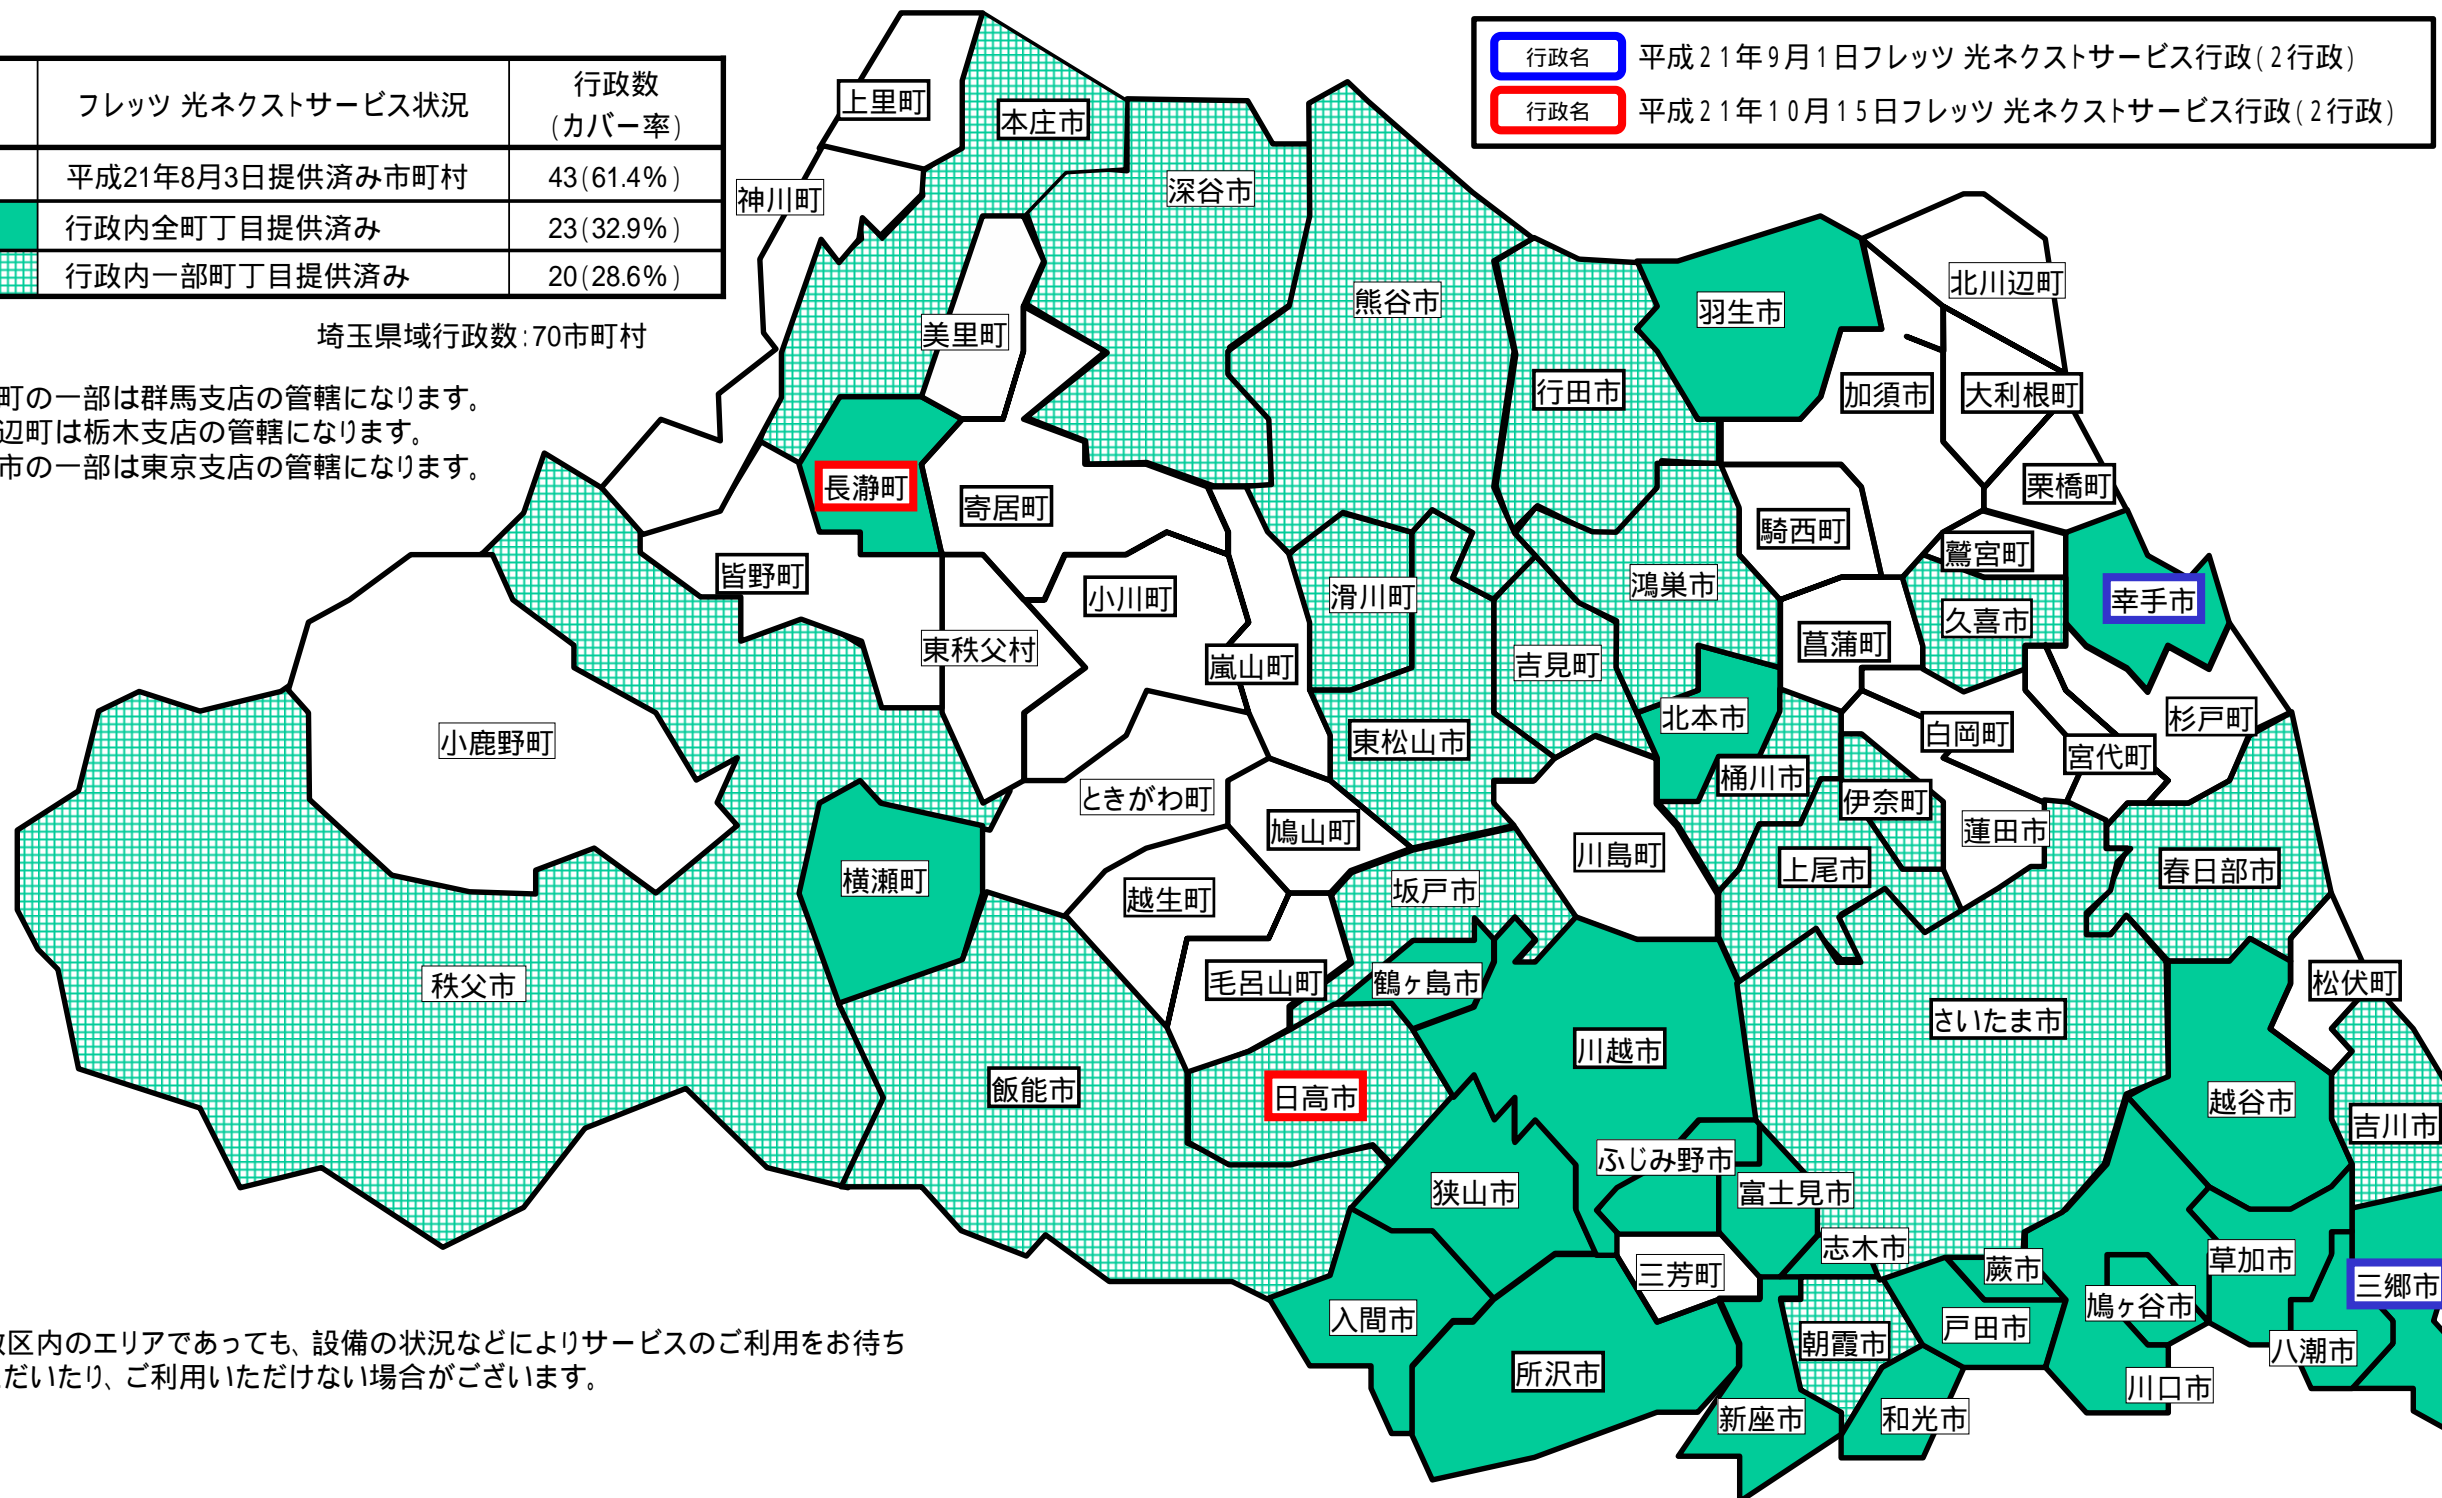 フレッツ 光ネクストサービス状況
行政数
(カバー率)
平成21年8月3日提供済み市町村
43(61.4%)
行政内全町丁目提供済み
23(32.9%)
行政内一部町丁目提供済み
20(28.6%)
埼玉県域行政数:70市町村
町の一部は群馬支店の管轄になります。
辺町は栃木支店の管轄になります。
市の一部は東京支店の管轄になります。
行政名 平成21年9月1日フレッツ 光ネクストサービス行政(2行政)
行政名 平成21年10月15日フレッツ 光ネクストサービス行政(2行政)
上里町
本庄市
神川町
深谷市
熊谷市
美里町
羽生市
北川辺町
行田市
加須市
大利根町
長瀞町
寄居町
栗橋町
騎西町
鷲宮町
皆野町
小川町
滑川町
鴻巣市
久喜市
幸手市
東秩父村
嵐山町
吉見町
菖蒲町
小鹿野町
東松山市
北本市
白岡町
杉戸町
宮代町
ときがわ町
桶川市
伊奈町
鳩山町
川島町
蓮田市
横瀬町
越生町
坂戸市
上尾市
春日部市
秩父市
毛呂山町
鶴ヶ島市
さいたま市
松伏町
飯能市
日高市
川越市
越谷市
吉川市
ふじみ野市
狭山市
富士見市
志木市
三芳町
蕨市
草加市
三郷市
入間市
朝霞市
戸田市
鳩ヶ谷市
八潮市
所沢市
新座市
和光市
川口市
区内のエリアであっても、設備の状況などによりサービスのご利用をお待ち
だいたり、ご利用いただけない場合がございます。